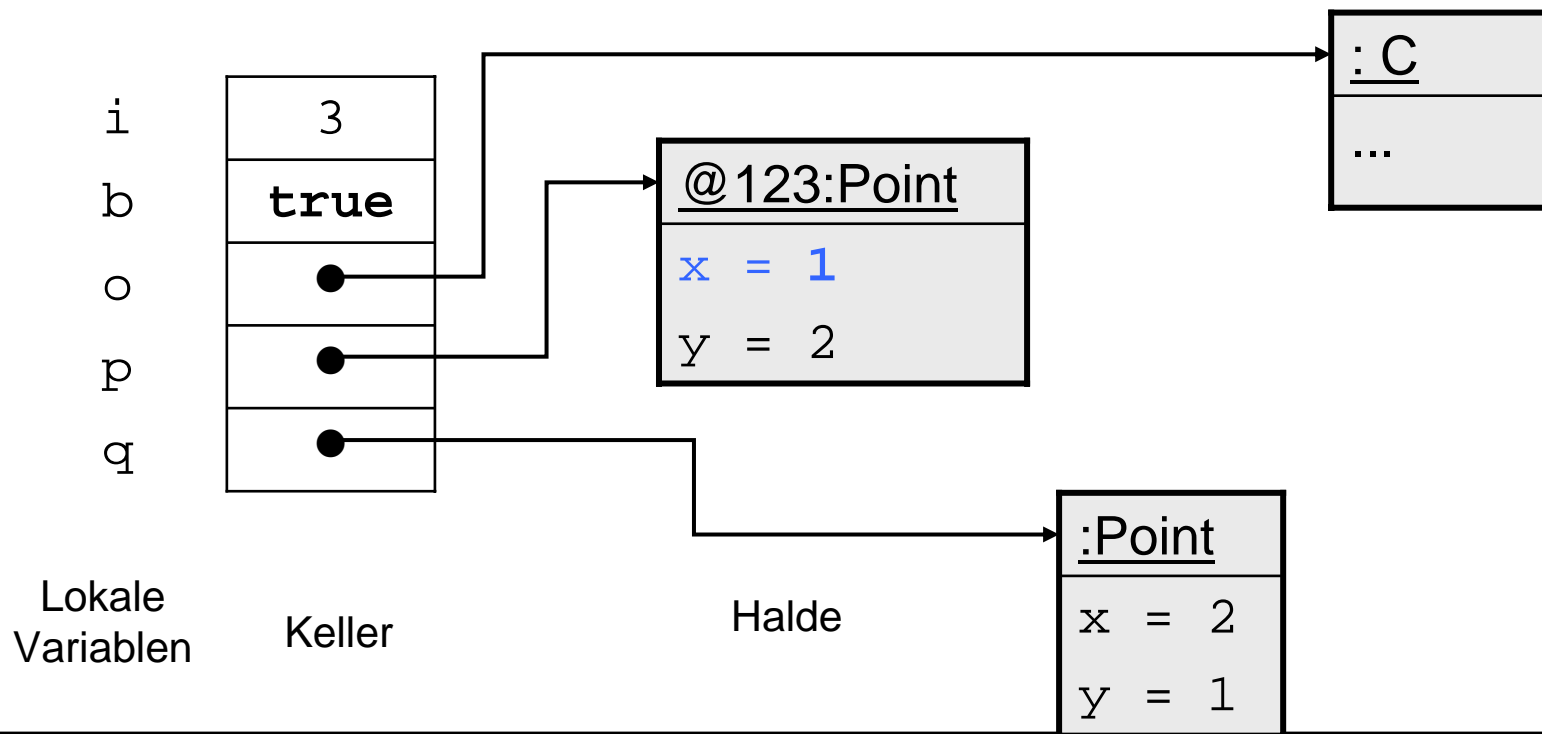 i 3
b true
o
p
q
: C
...
@123:Point
x = 1
y = 2
:Point
x = 2
y = 1
Lokale
Variablen
Keller
Halde